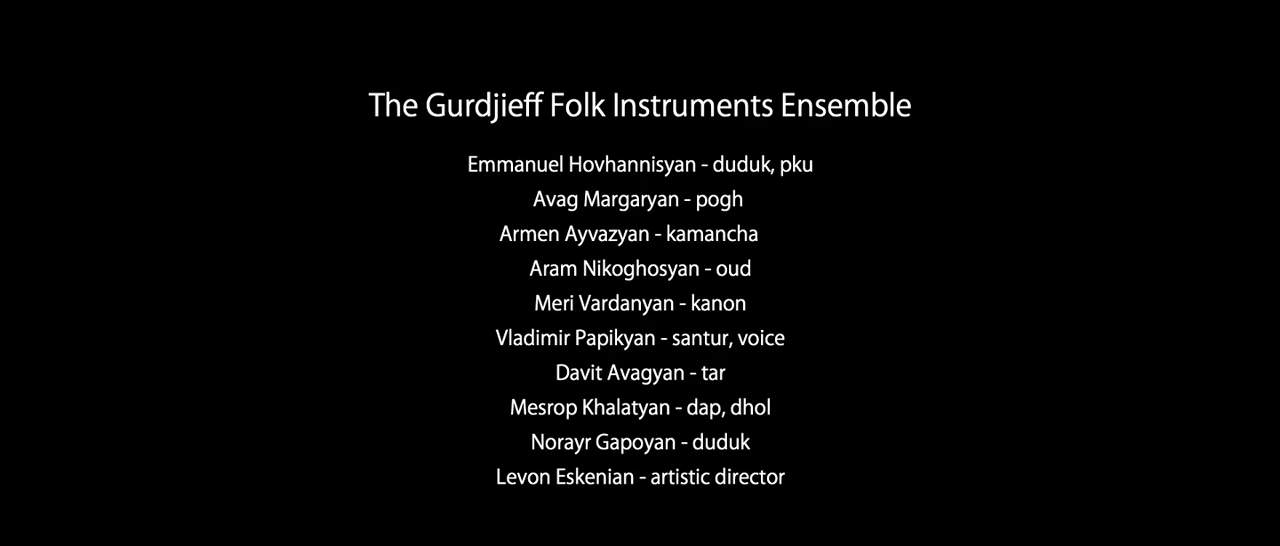 The Gurdjieff Folk Instruments Ensemble
Emmanuel Hovhannisyan - duduk, pku
Avag Margaryan - pogh
Armen Ayvazyan - kamancha
Aram Nikoghosyan - oud
Meri Vardanyan - kanon
Vladimir Papikyan - santur, voice
Davit Avagyan - tar
Mesrop Khalatyan - dap, dhol
Norayr Gapoyan - duduk
Levon Eskenian - artistic director